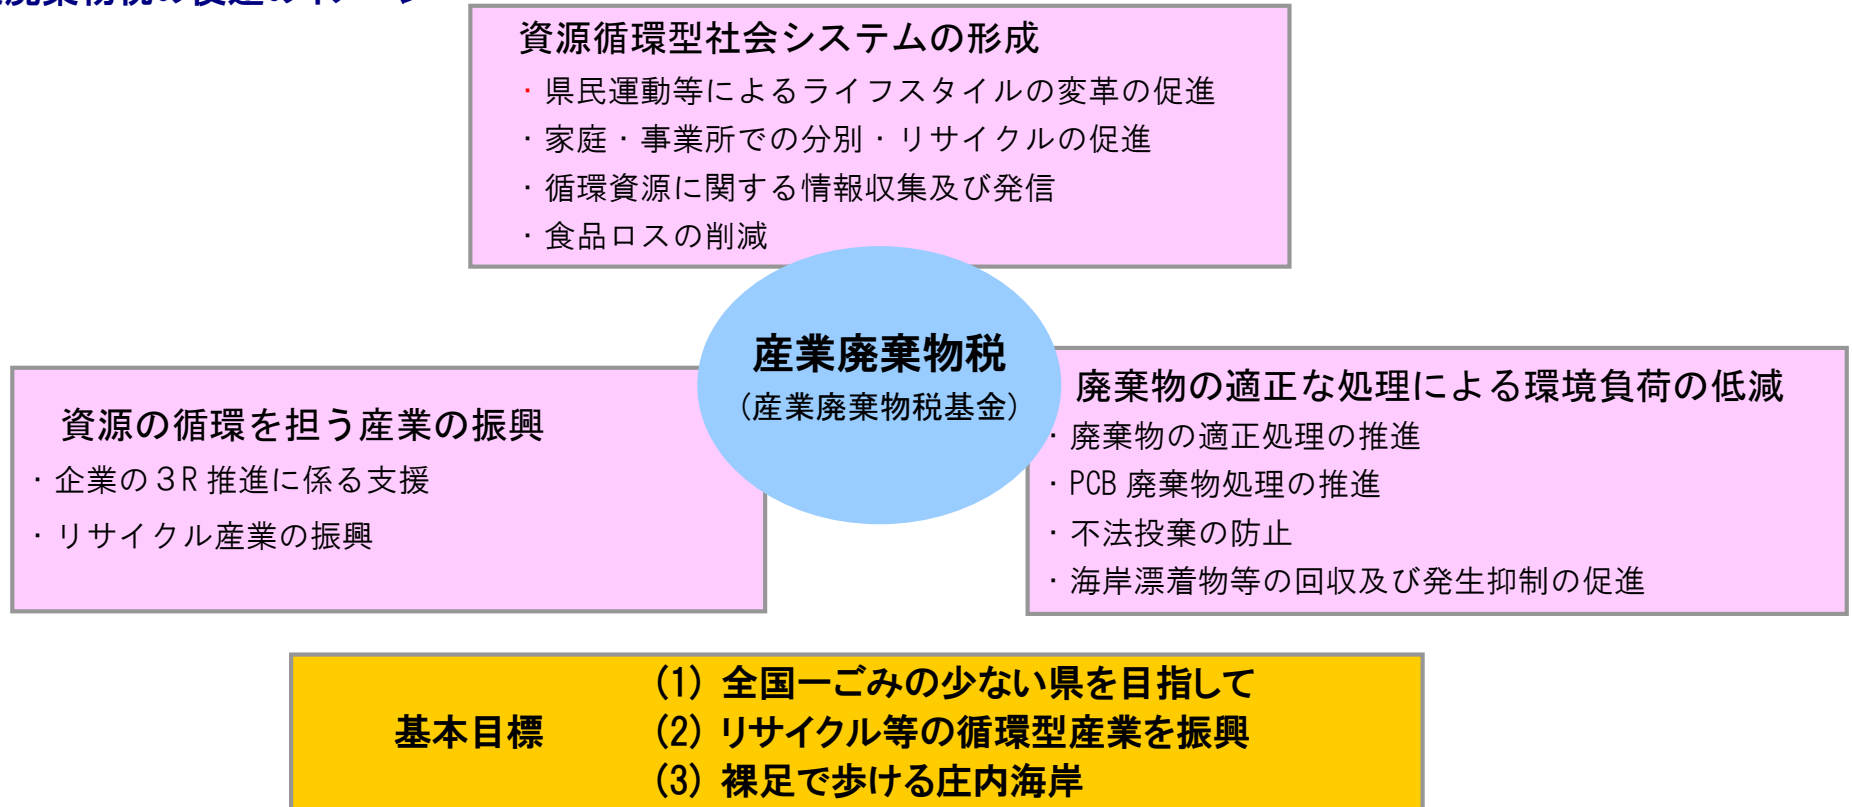 廃棄物税の使途のイメージ
資源循環型社会システムの形成
・県民運動等によるライフスタイルの変革の促進
・家庭・事業所での分別・リサイクルの促進
・循環資源に関する情報収集及び発信
・食品ロスの削減
産業廃棄物税
(産業廃棄物税基金)
資源の循環を担う産業の振興
・企業の３R推進に係る支援
・リサイクル産業の振興
廃棄物の適正な処理による環境負荷の低減
・廃棄物の適正処理の推進
・PCB廃棄物処理の推進
・不法投棄の防止
・海岸漂着物等の回収及び発生抑制の促進
基本目標
(1) 全国一ごみの少ない県を目指して
(2) リサイクル等の循環型産業を振興
(3) 裸足で歩ける庄内海岸